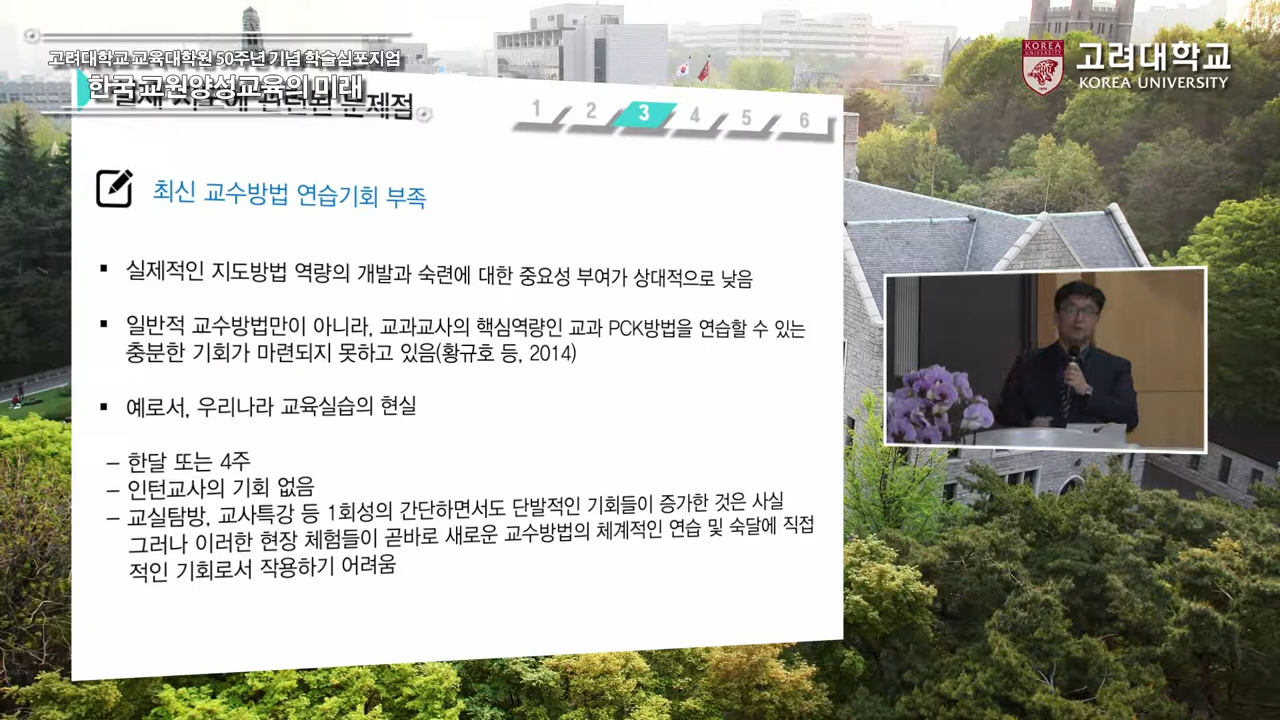 고려대학교 교육대학원 50주년 기념 학술심포지엄
한국 교원양성교육의 미래
문제점
1 2 3 4 5 6
KOREA
고려대학교
KOREA UNIVERSITY
최신 교수방법 연습기회 부족
▪ 실제적인 지도방법 역량의 개발과 숙련에 대한 중요성 부여가 상대적으로 낮음
▪ 일반적 교수방법만이 아니라, 교과교사의 핵심역량인 교과 PCK방법을 연습할 수 있는
충분한 기회가 마련되지 못하고 있음(황규호 등, 2014)
▪ 예로서, 우리나라 교육실습의 현실
– 한달 또는 4주
– 인턴교사의 기회 없음
– 교실탐방, 교사특강 등 1회성의 간단하면서도 단발적인 기회들이 증가한 것은 사실
그러나 이러한 현장 체험들이 곧바로 새로운 교수방법의 체계적인 연습 및 숙달에 직접
적인 기회로서 작용하기 어려움